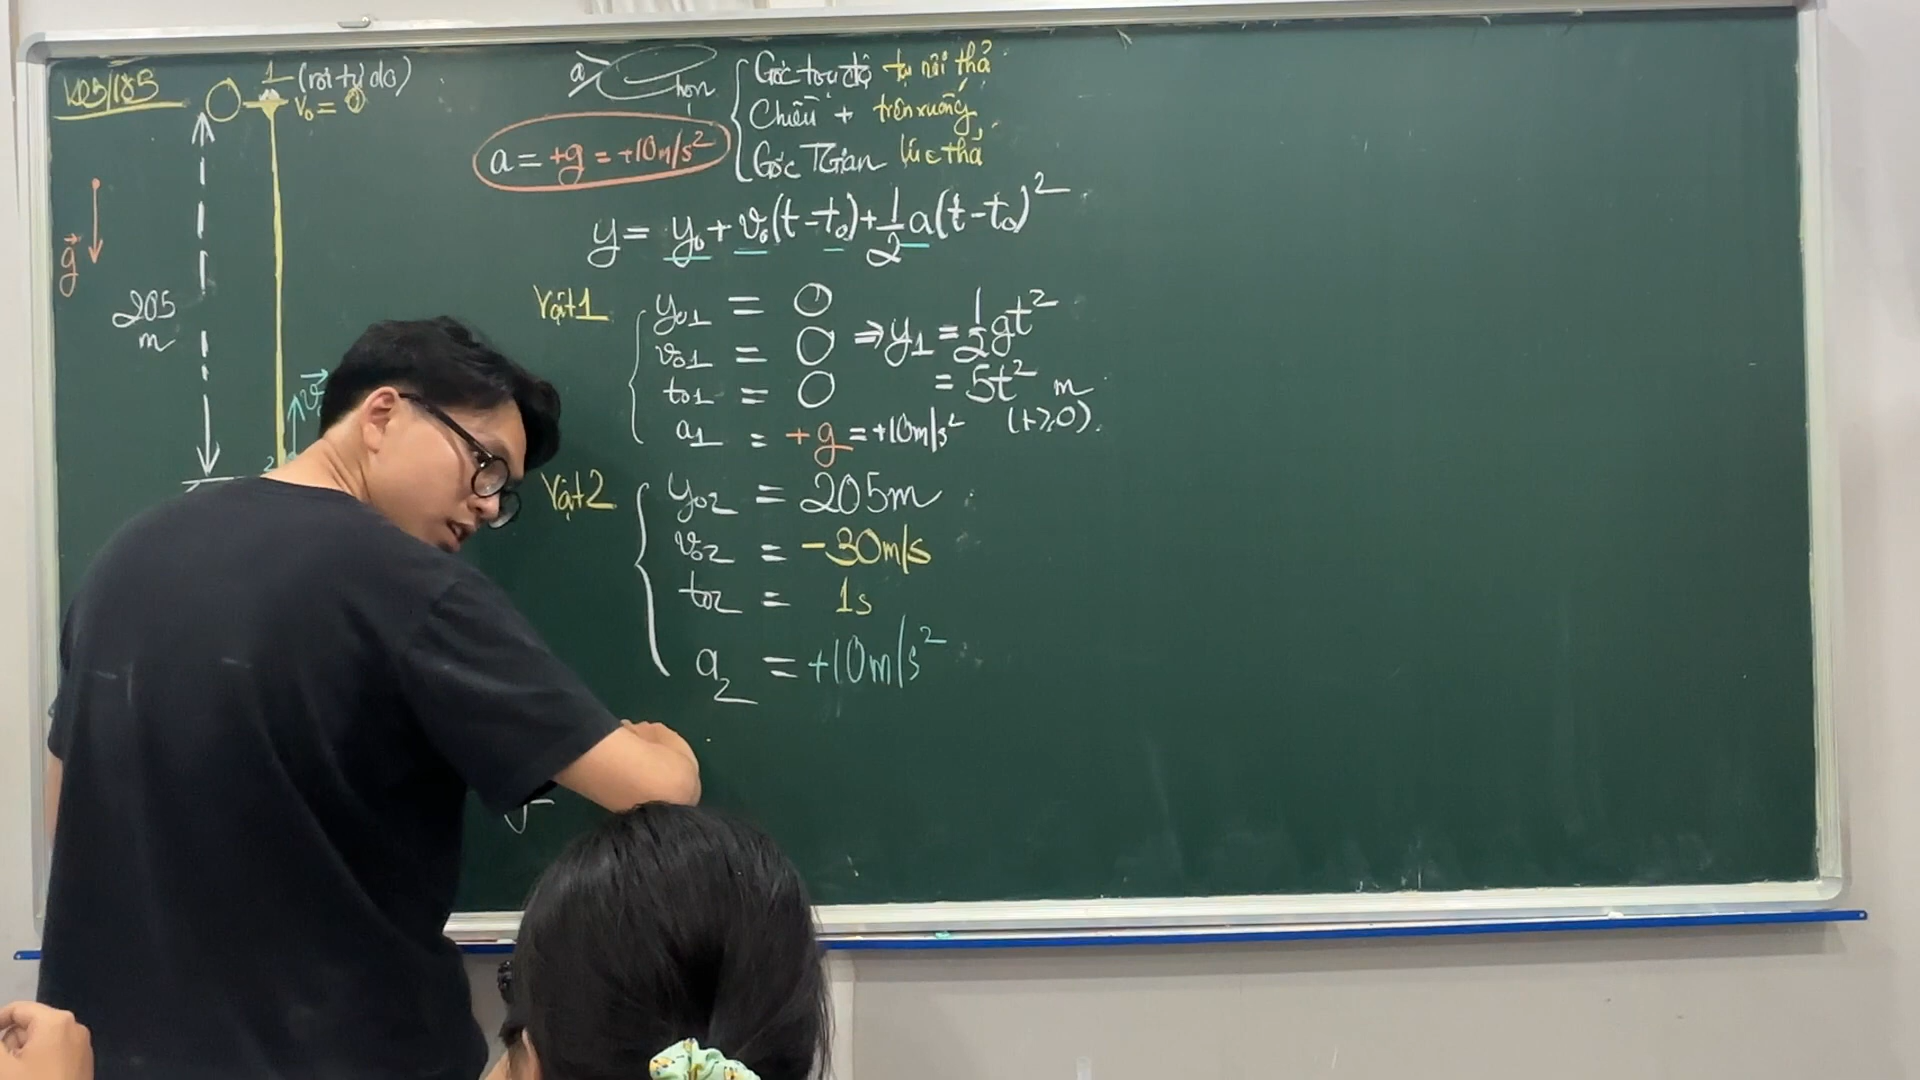 VD3/185
1 (rơi tự do)
v₀ = 0
g⃗
205
m
v⃗
2
a) Chọn
Gốc toạ độ tại nơi thả
Chiều + trên xuống
Gốc TGian lúc thả
a = +g = +10m/s²
y = y₀ + v₀(t - t₀) + 1/2 a(t - t₀)²
Vật 1
y₀₁ = 0
v₀₁ = 0
t₀₁ = 0
a₁ = +g = +10m/s²
⇒ y₁ = 1/2 gt²
= 5t² m
(t ≥ 0).
Vật 2
y₀₂ = 205m
v₀₂ = -30m/s
t₀₂ = 1s
a₂ = +10m/s²